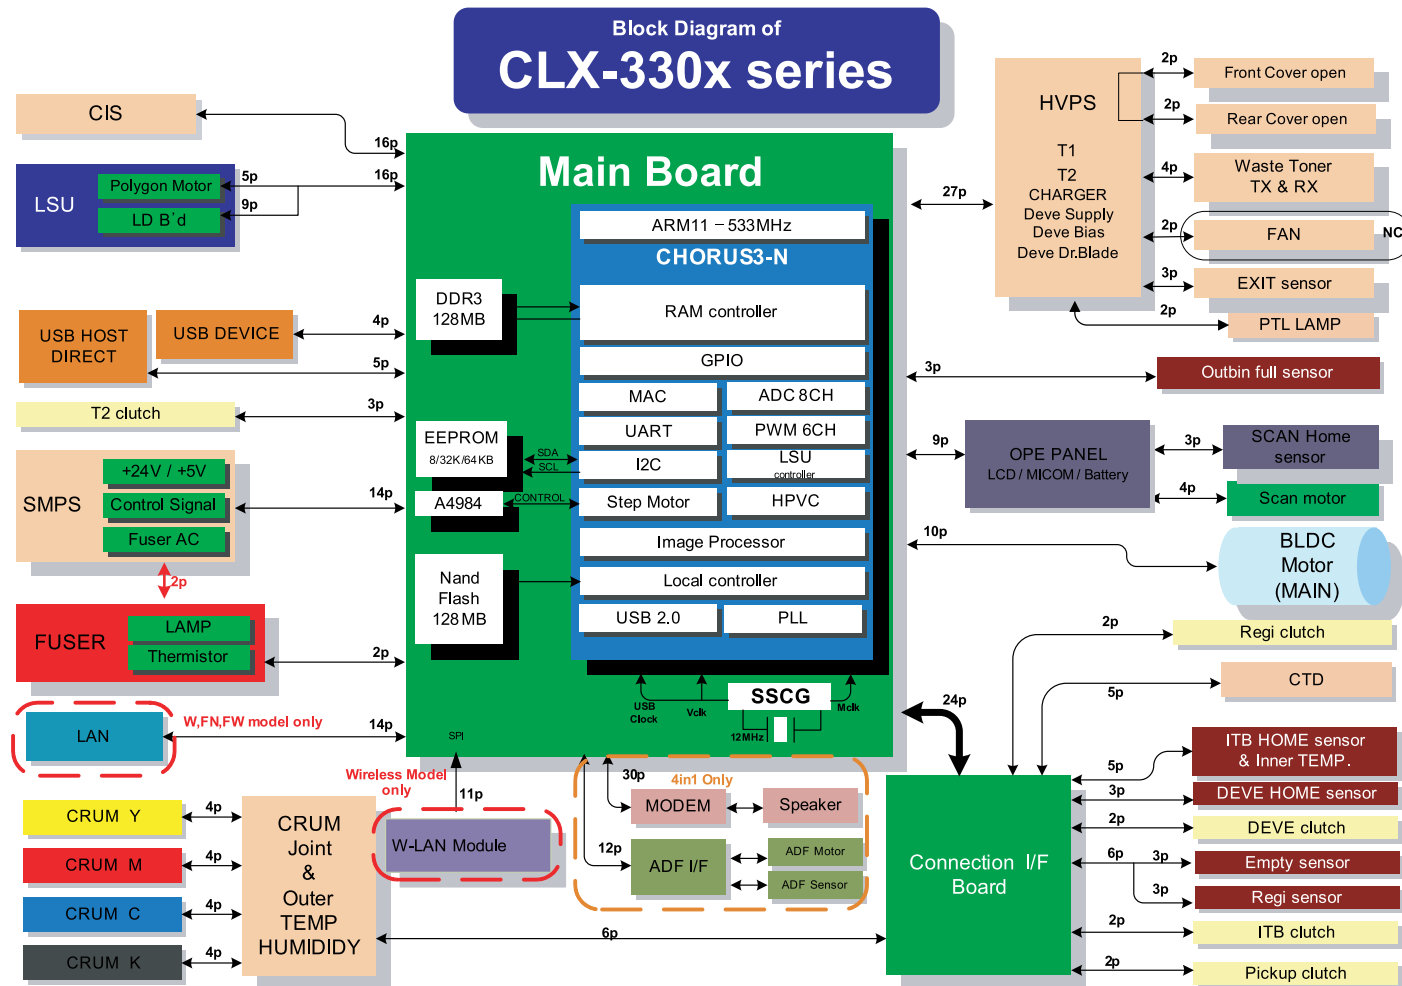 Block Diagram of
CLX-330x series
CIS
16p
LSU
Polygon Motor
LD B'd
5p
9p
16p
USB HOST
DIRECT
USB DEVICE
4p
5p
T2 clutch
3p
SMPS
+24V / +5V
Control Signal
Fuser AC
14p
2p
FUSER
LAMP
Thermistor
2p
W,FN,FW model only
LAN
14p
CRUM Y
4p
CRUM M
4p
CRUM C
4p
CRUM K
4p
CRUM
Joint
&
Outer
TEMP
HUMIDIDY
6p
Wireless Model
only
11p
W-LAN Module
SPI
Main Board
ARM11 – 533MHz
CHORUS3-N
DDR3
128MB
RAM controller
GPIO
MAC
ADC 8CH
UART
PWM 6CH
EEPROM
8/32K/64KB
SDA
SCL
I2C
LSU
controller
A4984
CONTROL
Step Motor
HPVC
Image Processor
Nand
Flash
128MB
Local controller
USB 2.0
PLL
USB
Clock
Vclk
SSCG
Mclk
12MHz
30p
4in1 Only
MODEM
Speaker
12p
ADF I/F
ADF Motor
ADF Sensor
27p
HVPS
T1
T2
CHARGER
Deve Supply
Deve Bias
Deve Dr.Blade
2p
Front Cover open
2p
Rear Cover open
4p
Waste Toner
TX & RX
2p
FAN
NC
3p
EXIT sensor
2p
PTL LAMP
3p
Outbin full sensor
9p
OPE PANEL
LCD / MICOM / Battery
3p
SCAN Home
sensor
4p
Scan motor
10p
BLDC
Motor
(MAIN)
2p
Regi clutch
5p
CTD
24p
Connection I/F
Board
5p
ITB HOME sensor
& Inner TEMP.
3p
DEVE HOME sensor
2p
DEVE clutch
6p
3p
Empty sensor
3p
Regi sensor
2p
ITB clutch
2p
Pickup clutch